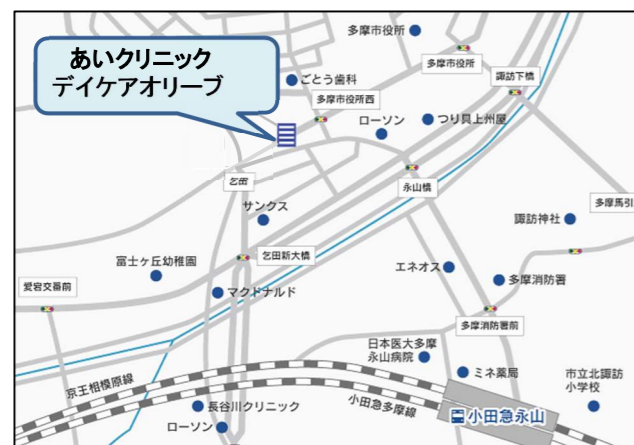 多摩市役所
あいクリニック
デイケアオリーブ
多摩市役所
諏訪下橋
ごとう歯科
多摩市役所西
ローソン
つり具上州屋
乞田
永山橋
多摩馬引
サンクス
諏訪神社
乞田新大橋
富士ヶ丘幼稚園
エネオス
多摩消防署
愛宕交番前
マクドナルド
多摩消防署前
日本医大多摩
永山病院
ミネ薬局
京王相模原線
市立北諏訪
小学校
小田急多摩線
長谷川クリニック
小田急永山
ローソン